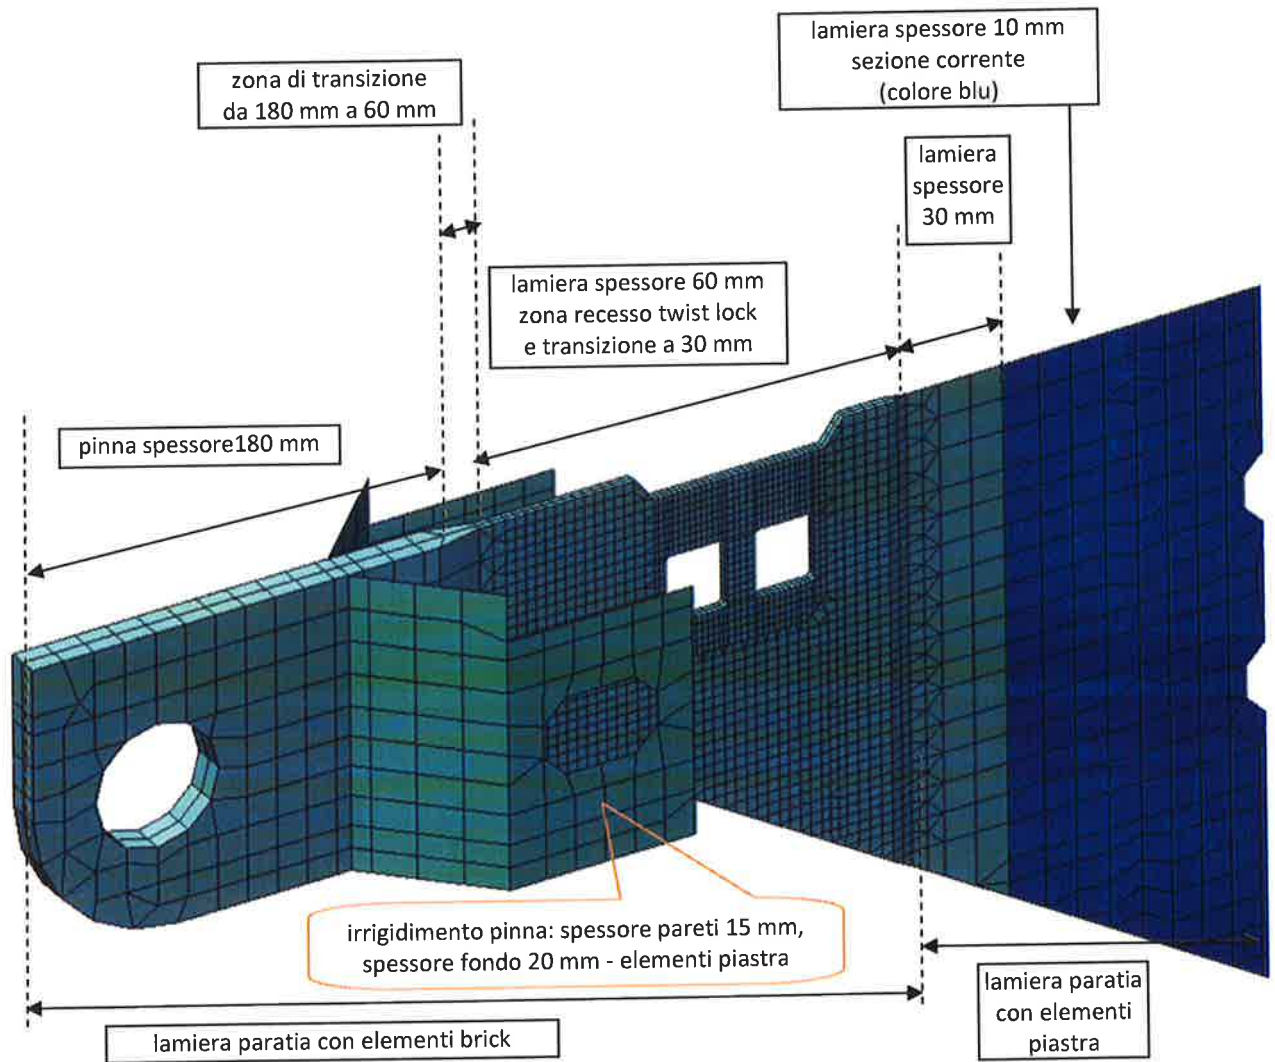 lamiera spessore 10 mm
sezione corrente
(colore blu)
zona di transizione
da 180 mm a 60 mm
lamiera
spessore
30 mm
lamiera spessore 60 mm
zona recesso twist lock
e transizione a 30 mm
pinna spessore180 mm
irrigidimento pinna: spessore pareti 15 mm,
spessore fondo 20 mm - elementi piastra
lamiera paratia
con elementi
piastra
lamiera paratia con elementi brick